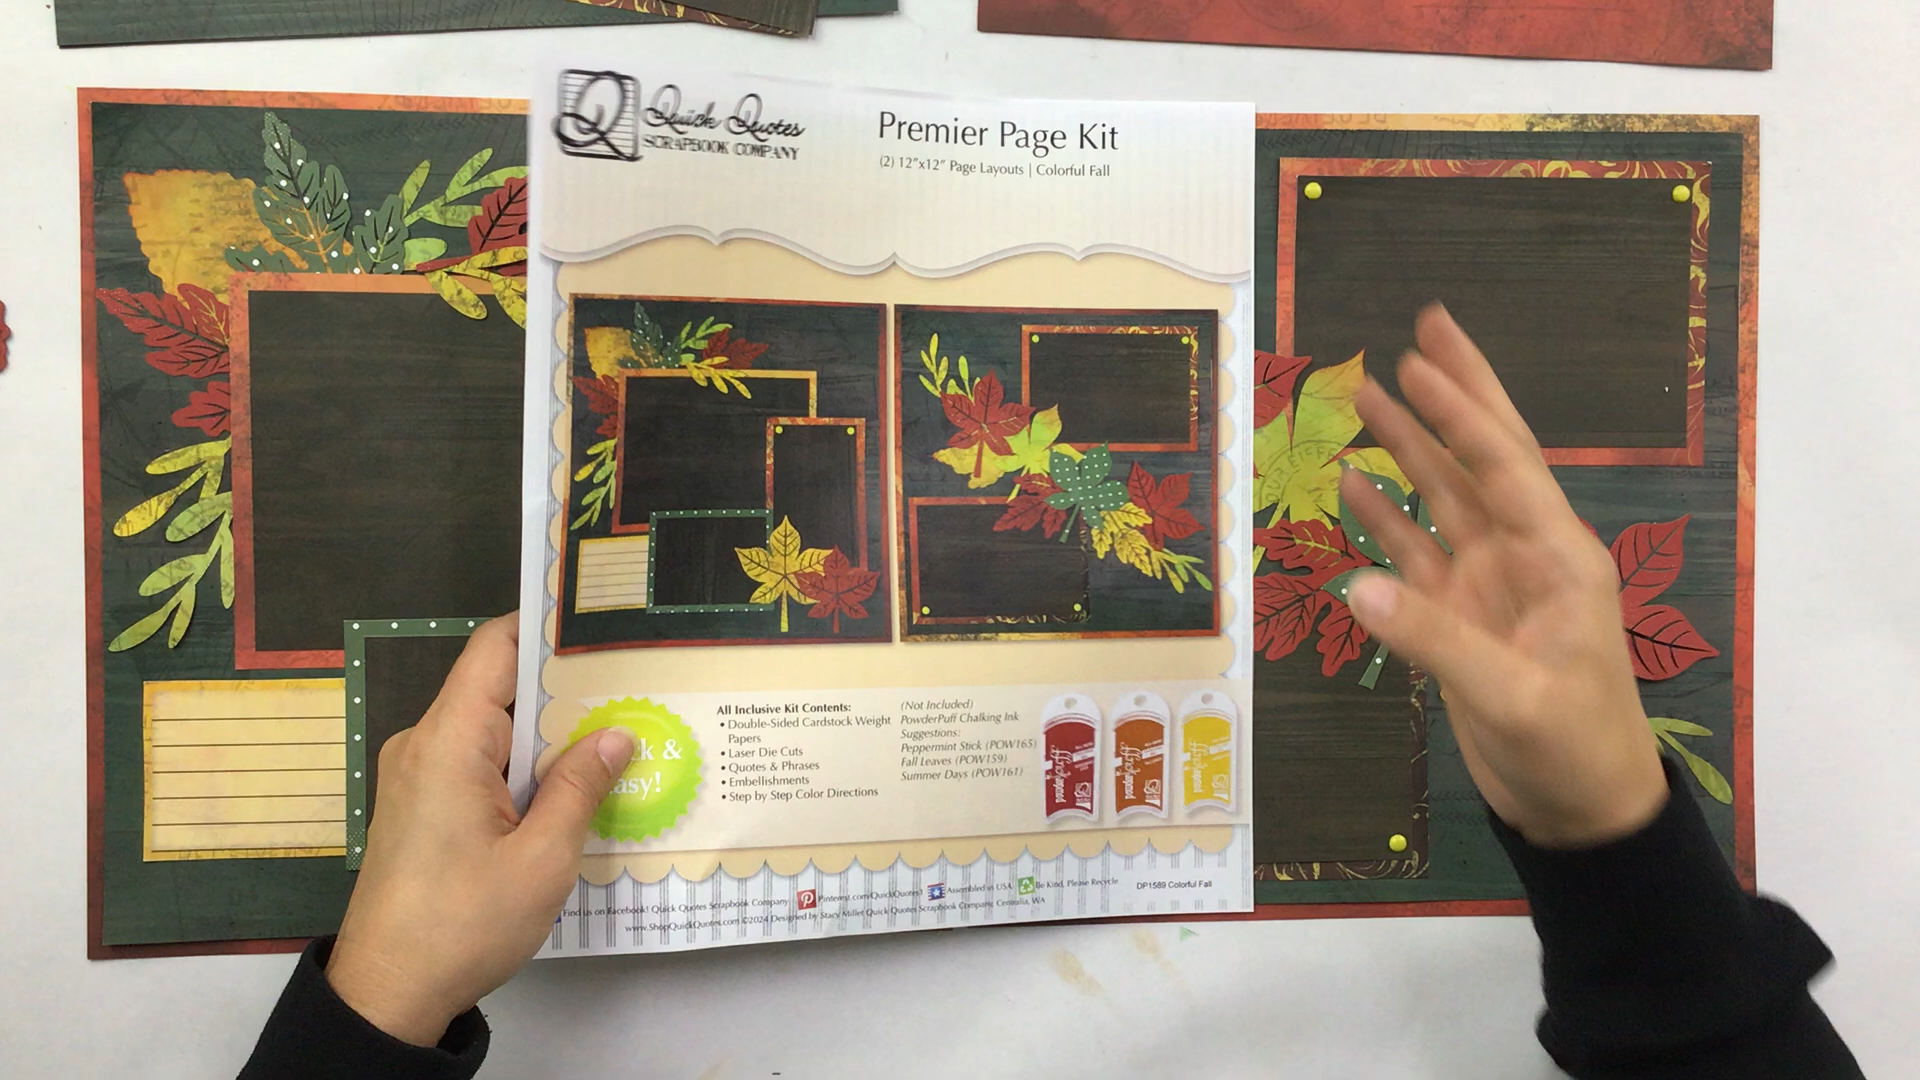 Quick Quotes
SCRAPBOOK COMPANY
Premier Page Kit
(2) 12"x12" Page Layouts | Colorful Fall
All Inclusive Kit Contents:
• Double-Sided Cardstock Weight
Papers
• Laser Die Cuts
• Quotes & Phrases
• Embellishments
• Step by Step Color Directions
(Not Included)
PowderPuff Chalking Ink
Suggestions:
Peppermint Stick (POW165)
Fall Leaves (POW159)
Summer Days (POW161)
&
asy!
Find us on Facebook! Quick Quotes Scrapbook Company
Pinterest.com/QuickQuotes1
Assembled in USA
Be Kind, Please Recycle
DP1589 Colorful Fall
www.ShopQuickQuotes.com ©2024 Designed by Stacy Miller Quick Quotes Scrapbook Company; Centralia, WA